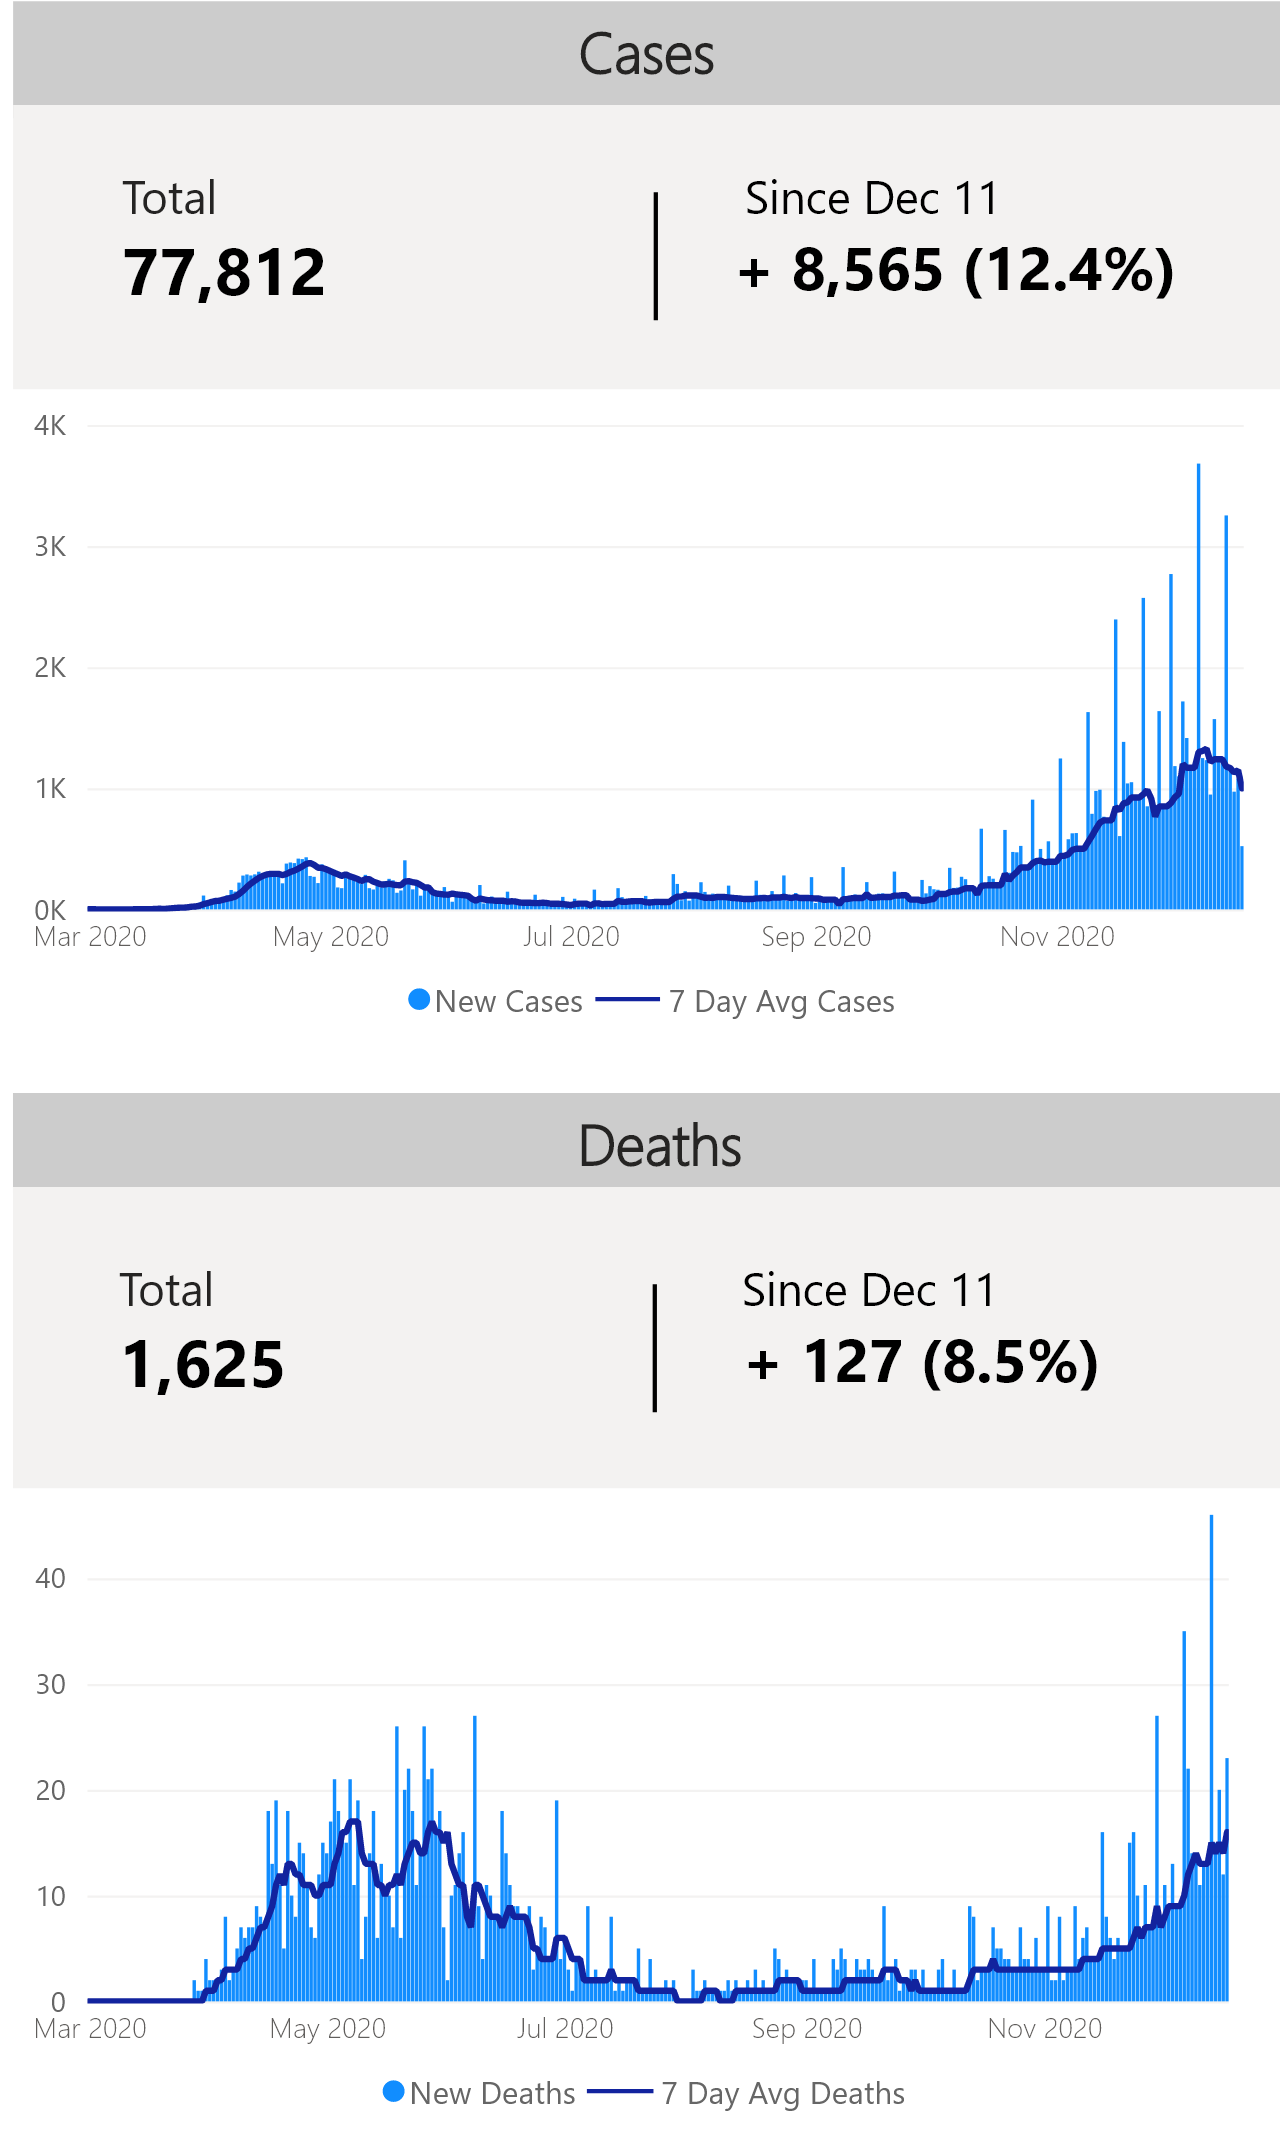 Cases
Total
Since Dec 11
77,812
+ 8,565 (12.4%)
4K
3K
2K
1K
0K
Mar 2020 May 2020 Jul 2020 Sep 2020 Nov 2020
New Cases 7 Day Avg Cases
Deaths
Total
Since Dec 11
1,625
+ 127 (8.5%)
40
30
20
10
0
Mar 2020 May 2020 Jul 2020 Sep 2020 Nov 2020
New Deaths 7 Day Avg Deaths